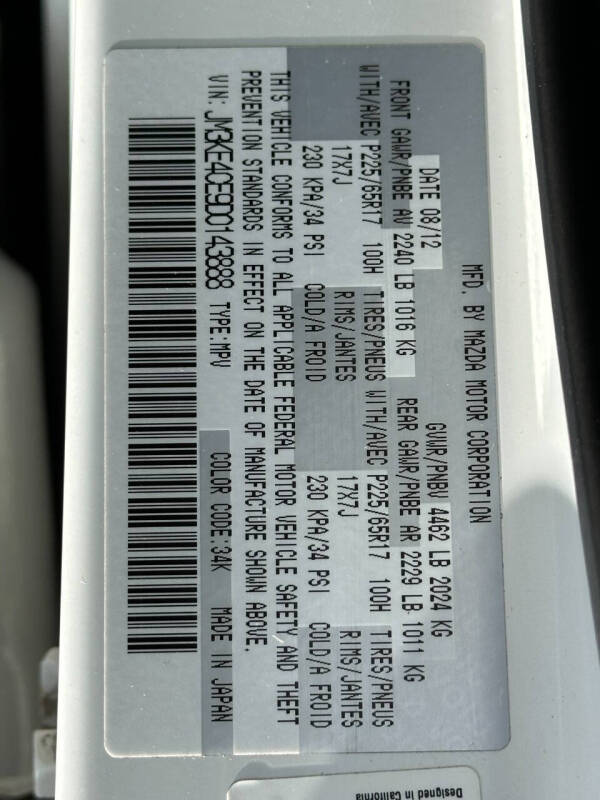 MFD. BY MAZDA MOTOR CORPORATION
DATE 08/12 GVWR/PNBV 4462 LB 2024 KG
FRONT GAWR/PNBE AV 2240 LB 1016 KG REAR GAWR/PNBE AR 2229 LB 1011 KG
WITH/AVEC P225/65R17 100H TIRES/PNEUS WITH/AVEC P225/65R17 100H TIRES/PNEUS
17X7J RIMS/JANTES 17X7J RIMS/JANTES
230 KPA/34 PSI COLD/A FROID 230 KPA/34 PSI COLD/A FROID
THIS VEHICLE CONFORMS TO ALL APPLICABLE FEDERAL MOTOR VEHICLE SAFETY AND THEFT
PREVENTION STANDARDS IN EFFECT ON THE DATE OF MANUFACTURE SHOWN ABOVE.
VIN: JM3KE4CE9D0143888 TYPE:MPV COLOR CODE:34K MADE IN JAPAN
Designed in California